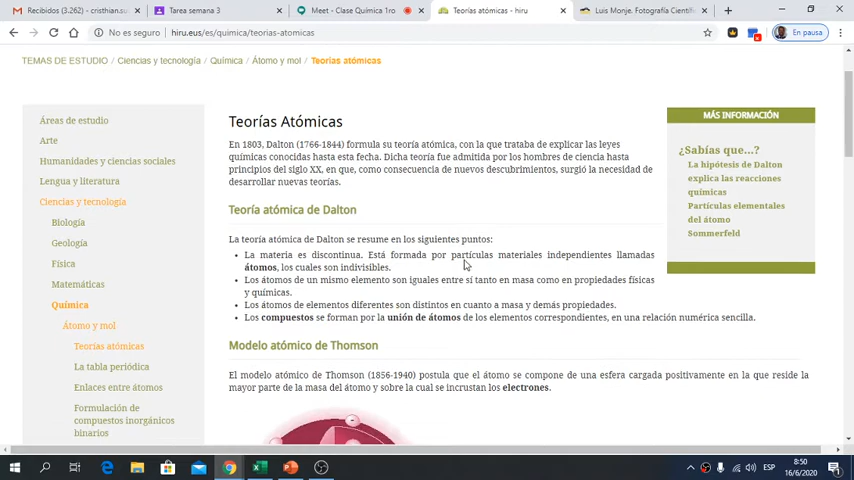 Recibidos (3.262) - cristhian.su
Tarea semana 3
Meet - Clase Química 1ro
Teorías atómicas - hiru
Luis Monje. Fotografía Científic
No es seguro
hiru.eus/es/quimica/teorias-atomicas
En pausa
TEMAS DE ESTUDIO / Ciencias y tecnología / Química / Átomo y mol / Teorías atómicas
Áreas de estudio
Arte
Humanidades y ciencias sociales
Lengua y literatura
Ciencias y tecnología
Biología
Geología
Física
Matemáticas
Química
Átomo y mol
Teorías atómicas
La tabla periódica
Enlaces entre átomos
Formulación de
compuestos inorgánicos
binarios
Teorías Atómicas
En 1803, Dalton (1766-1844) formula su teoría atómica, con la que trataba de explicar las leyes
químicas conocidas hasta esta fecha. Dicha teoría fue admitida por los hombres de ciencia hasta
principios del siglo XX, en que, como consecuencia de nuevos descubrimientos, surgió la necesidad de
desarrollar nuevas teorías.
Teoría atómica de Dalton
La teoría atómica de Dalton se resume en los siguientes puntos:
La materia es discontinua. Está formada por partículas materiales independientes llamadas
átomos, los cuales son indivisibles.
Los átomos de un mismo elemento son iguales entre sí tanto en masa como en propiedades físicas
y químicas.
Los átomos de elementos diferentes son distintos en cuanto a masa y demás propiedades.
Los compuestos se forman por la unión de átomos de los elementos correspondientes, en una relación numérica sencilla.
Modelo atómico de Thomson
El modelo atómico de Thomson (1856-1940) postula que el átomo se compone de una esfera cargada positivamente en la que reside la
mayor parte de la masa del átomo y sobre la cual se incrustan los electrones.
MÁS INFORMACIÓN
¿Sabías que...?
La hipótesis de Dalton
explica las reacciones
químicas
Partículas elementales
del átomo
Sommerfeld
ESP
8:50
16/6/2020